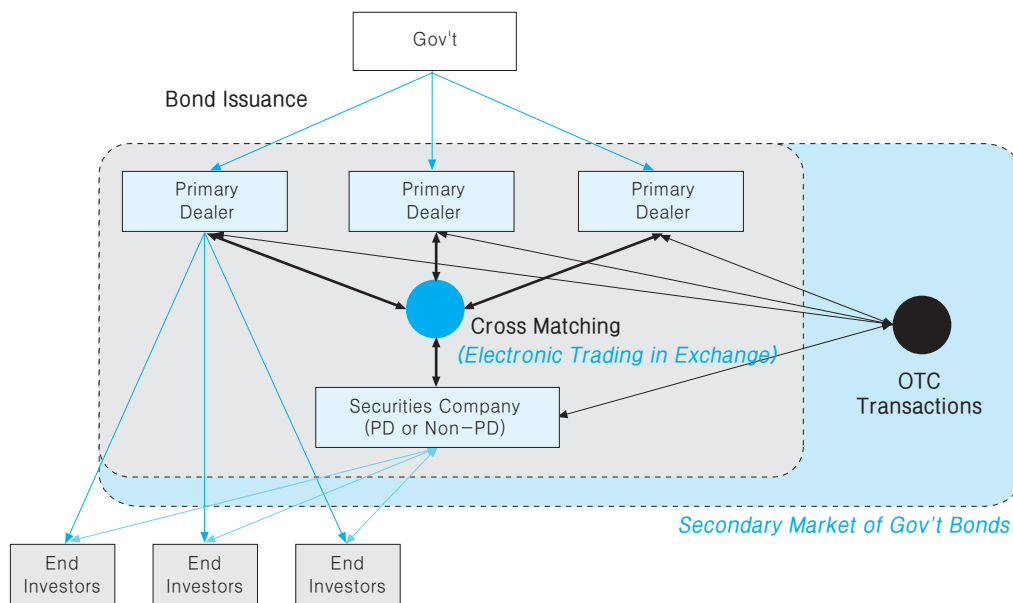 Gov't
Bond Issuance
Primary
Dealer
Primary
Dealer
Primary
Dealer
Cross Matching
(Electronic Trading in Exchange)
OTC
Transactions
Securities Company
(PD or Non-PD)
Secondary Market of Gov't Bonds
End
Investors
End
Investors
End
Investors